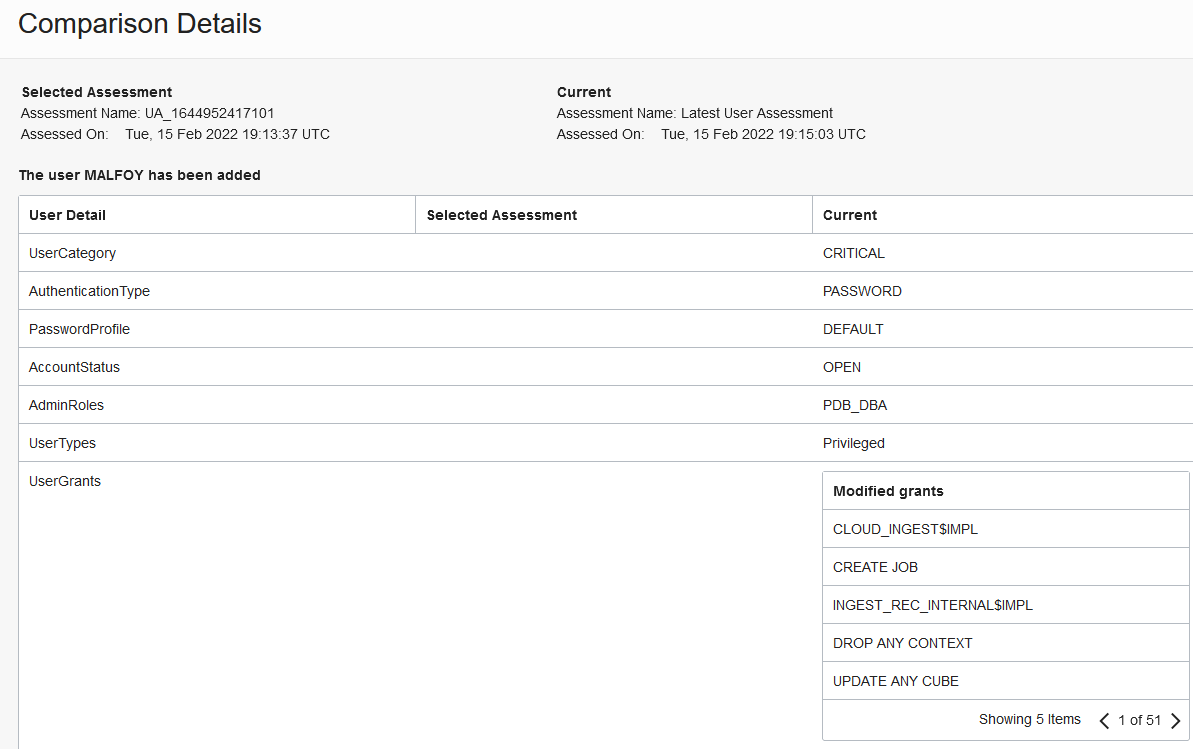 Comparison Details
Selected Assessment
Assessment Name: UA_1644952417101
Assessed On: Tue, 15 Feb 2022 19:13:37 UTC
Current
Assessment Name: Latest User Assessment
Assessed On: Tue, 15 Feb 2022 19:15:03 UTC
The user MALFOY has been added
User Detail Selected Assessment Current
UserCategory CRITICAL
AuthenticationType PASSWORD
PasswordProfile DEFAULT
AccountStatus OPEN
AdminRoles PDB_DBA
UserTypes Privileged
UserGrants
Modified grants
CLOUD_INGEST$IMPL
CREATE JOB
INGEST_REC_INTERNAL$IMPL
DROP ANY CONTEXT
UPDATE ANY CUBE
Showing 5 Items 1 of 51